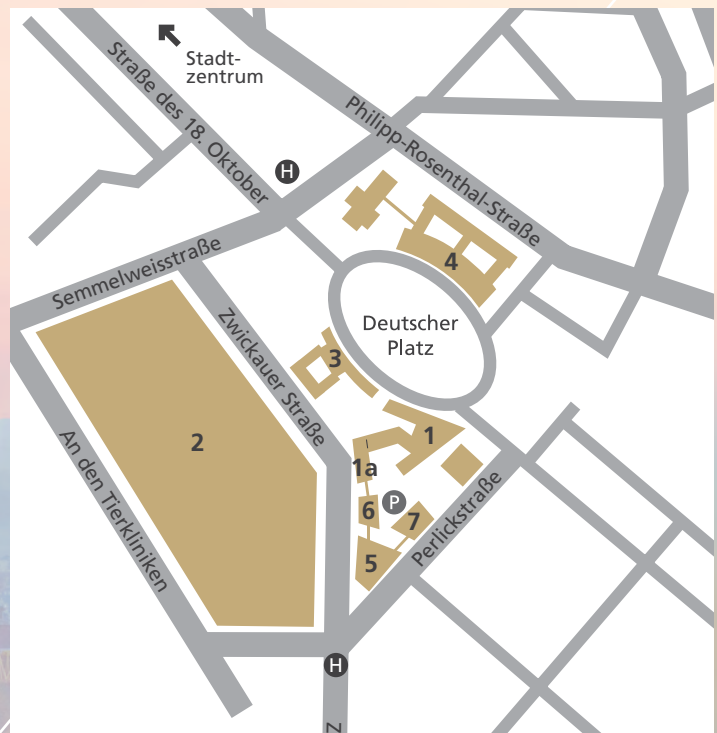 Stadt-
zentrum
Straße des 18. Oktober
Philipp-Rosenthal-Straße
H
Semmelweisstraße
4
Deutscher
Platz
Zwickauer Straße
3
2
1
1a
An den Tierkliniken
P
6
7
Perlickstraße
5
H
Z